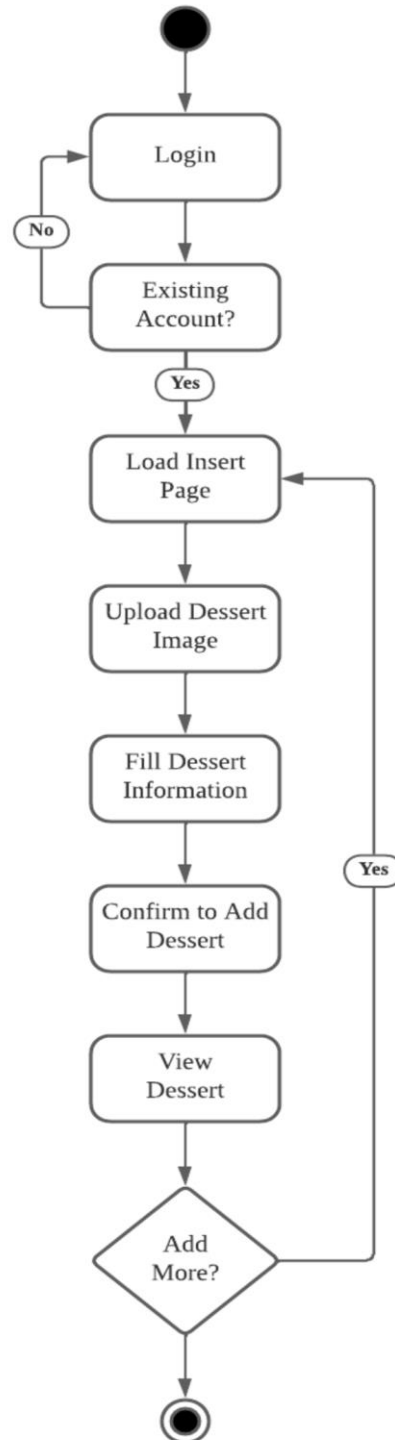 Login
No
Existing
Account?
Yes
Load Insert
Page
Upload Dessert
Image
Fill Dessert
Information
Yes
Confirm to Add
Dessert
View
Dessert
Add
More?